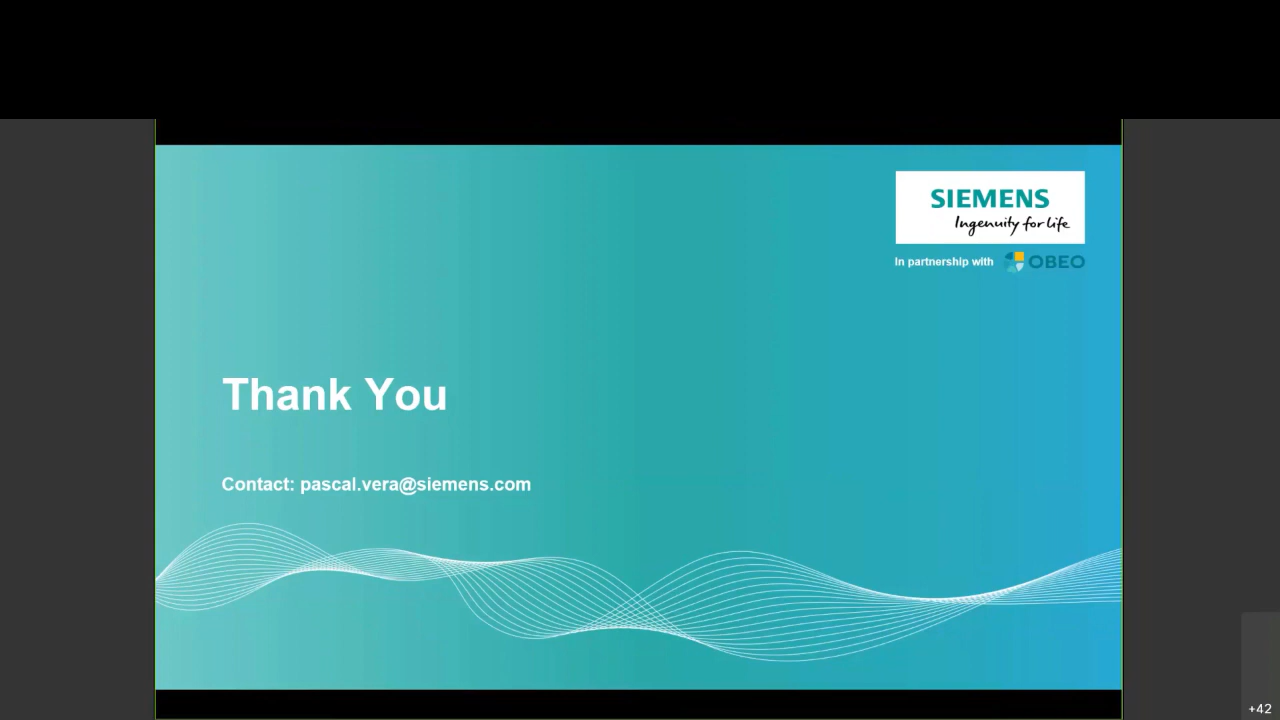 SIEMENS
Ingenuity for life
In partnership with OBEO
Thank You
Contact: pascal.vera@siemens.com
+42